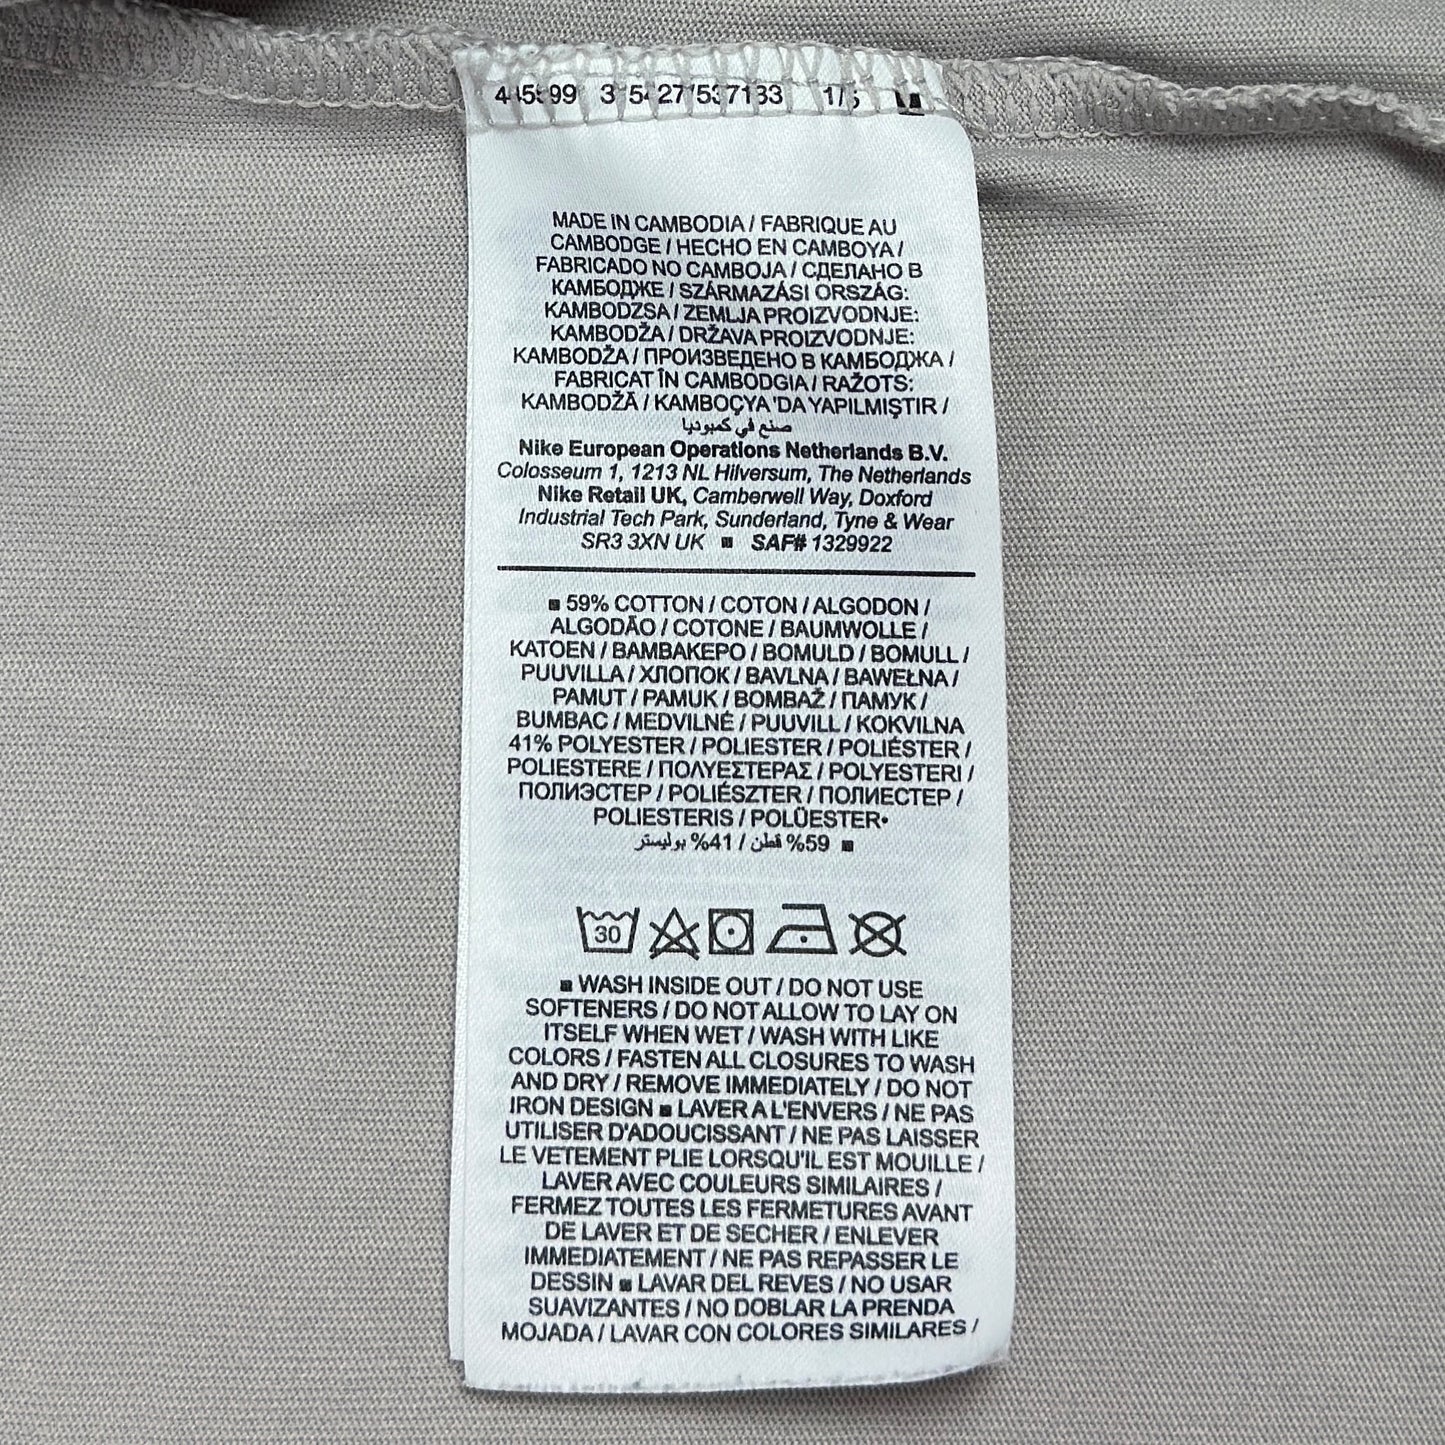 MADE IN CAMBODIA / FABRIQUE AU
CAMBODGE / HECHO EN CAMBOYA /
FABRICADO NO CAMBOJA / СДЕЛАНО В
КАМБОДЖЕ / SZÁRMAZÁSI ORSZÁG:
KAMBODZSA / ZEMLJA PROIZVODNJE:
KAMBODŽA / DRŽAVA PROIZVODNJE:
KAMBODŽA / ПРОИЗВЕДЕНО В КАМБОДЖА /
FABRICAT ÎN CAMBODGIA / RAŽOTS:
KAMBODŽĀ / KAMBOÇYA 'DA YAPILMIŞTIR /
صنع في كمبوديا
Nike European Operations Netherlands B.V.
Colosseum 1, 1213 NL Hilversum, The Netherlands
Nike Retail UK, Camberwell Way, Doxford
Industrial Tech Park, Sunderland, Tyne & Wear
SR3 3XN UK ■ SAF# 1329922
■ 59% COTTON / COTON / ALGODON /
ALGODÃO / COTONE / BAUMWOLLE /
KATOEN / ΒΑΜΒΑΚΕΡΟ / BOMULD / BOMULL /
PUUVILLA / ХЛОПОК / BAVLNA / BAWEŁNA /
PAMUT / PAMUK / BOMBAŽ / ПАМУК /
BUMBAC / MEDVILNĖ / PUUVILL / KOKVILNA
41% POLYESTER / POLIESTER / POLIÉSTER /
POLIESTERE / ΠΟΛΥΕΣΤΕΡΑΣ / POLYESTERI /
ПОЛИЭСТЕР / POLIÉSZTER / ПОЛИЕСТЕР /
POLIESTERIS / POLÜESTER•
■ 59% قطن / 41% بوليستر
30
■ WASH INSIDE OUT / DO NOT USE
SOFTENERS / DO NOT ALLOW TO LAY ON
ITSELF WHEN WET / WASH WITH LIKE
COLORS / FASTEN ALL CLOSURES TO WASH
AND DRY / REMOVE IMMEDIATELY / DO NOT
IRON DESIGN ■ LAVER A L'ENVERS / NE PAS
UTILISER D'ADOUCISSANT / NE PAS LAISSER
LE VETEMENT PLIE LORSQU'IL EST MOUILLE /
LAVER AVEC COULEURS SIMILAIRES /
FERMEZ TOUTES LES FERMETURES AVANT
DE LAVER ET DE SECHER / ENLEVER
IMMEDIATEMENT / NE PAS REPASSER LE
DESSIN ■ LAVAR DEL REVES / NO USAR
SUAVIZANTES / NO DOBLAR LA PRENDA
MOJADA / LAVAR CON COLORES SIMILARES /